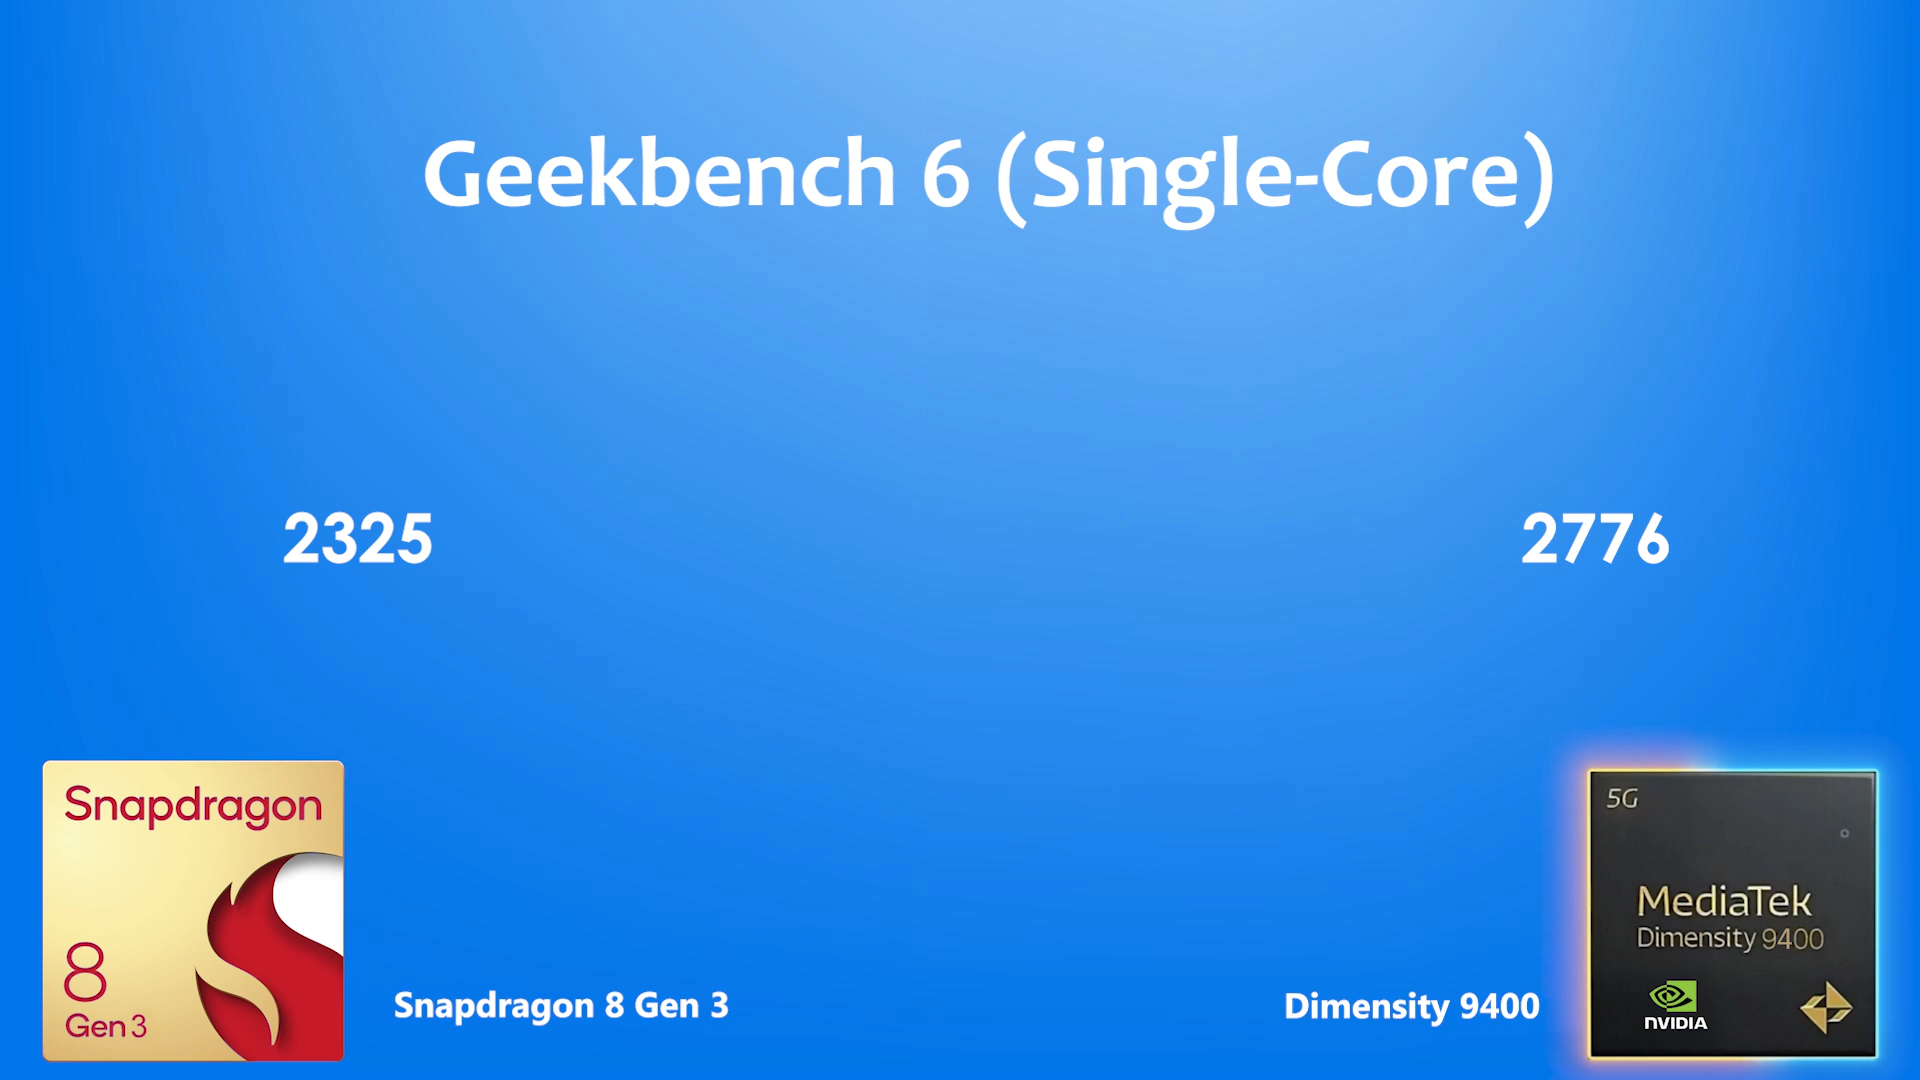 Geekbench 6 (Single-Core)
2325
2776
Snapdragon
8
Gen 3
Snapdragon 8 Gen 3
Dimensity 9400
5G
MediaTek
Dimensity 9400
NVIDIA